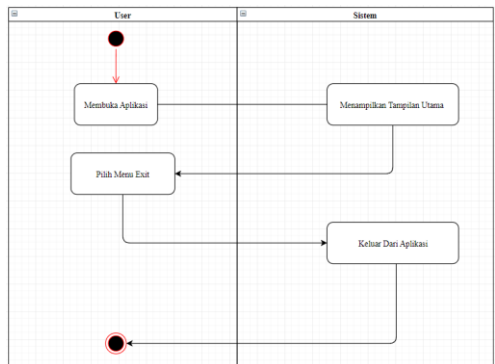 User
Sistem
Membuka Aplikasi
Menampilkan Tampilan Utama
Pilih Menu Exit
Keluar Dari Aplikasi